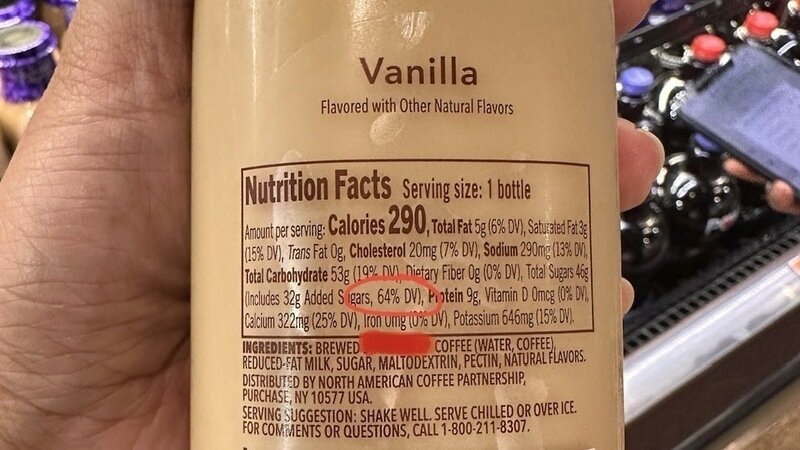 Vanilla
Flavored with Other Natural Flavors
Nutrition Facts Serving size: 1 bottle
Amount per serving: Calories 290, Total Fat 5g (6% DV), Saturated Fat 3g
(15% DV), Trans Fat 0g, Cholesterol 20mg (7% DV), Sodium 290mg (13% DV),
Total Carbohydrate 53g (19% DV), Dietary Fiber 0g (0% DV), Total Sugars 46g
(Includes 32g Added Sugars, 64% DV), Protein 9g, Vitamin D 0mcg (0% DV),
Calcium 322mg (25% DV), Iron 0mg (0% DV), Potassium 646mg (15% DV).
INGREDIENTS: BREWED COFFEE (WATER, COFFEE),
REDUCED-FAT MILK, SUGAR, MALTODEXTRIN, PECTIN, NATURAL FLAVORS.
DISTRIBUTED BY NORTH AMERICAN COFFEE PARTNERSHIP,
PURCHASE, NY 10577 USA.
SERVING SUGGESTION: SHAKE WELL. SERVE CHILLED OR OVER ICE.
FOR COMMENTS OR QUESTIONS, CALL 1-800-211-8307.